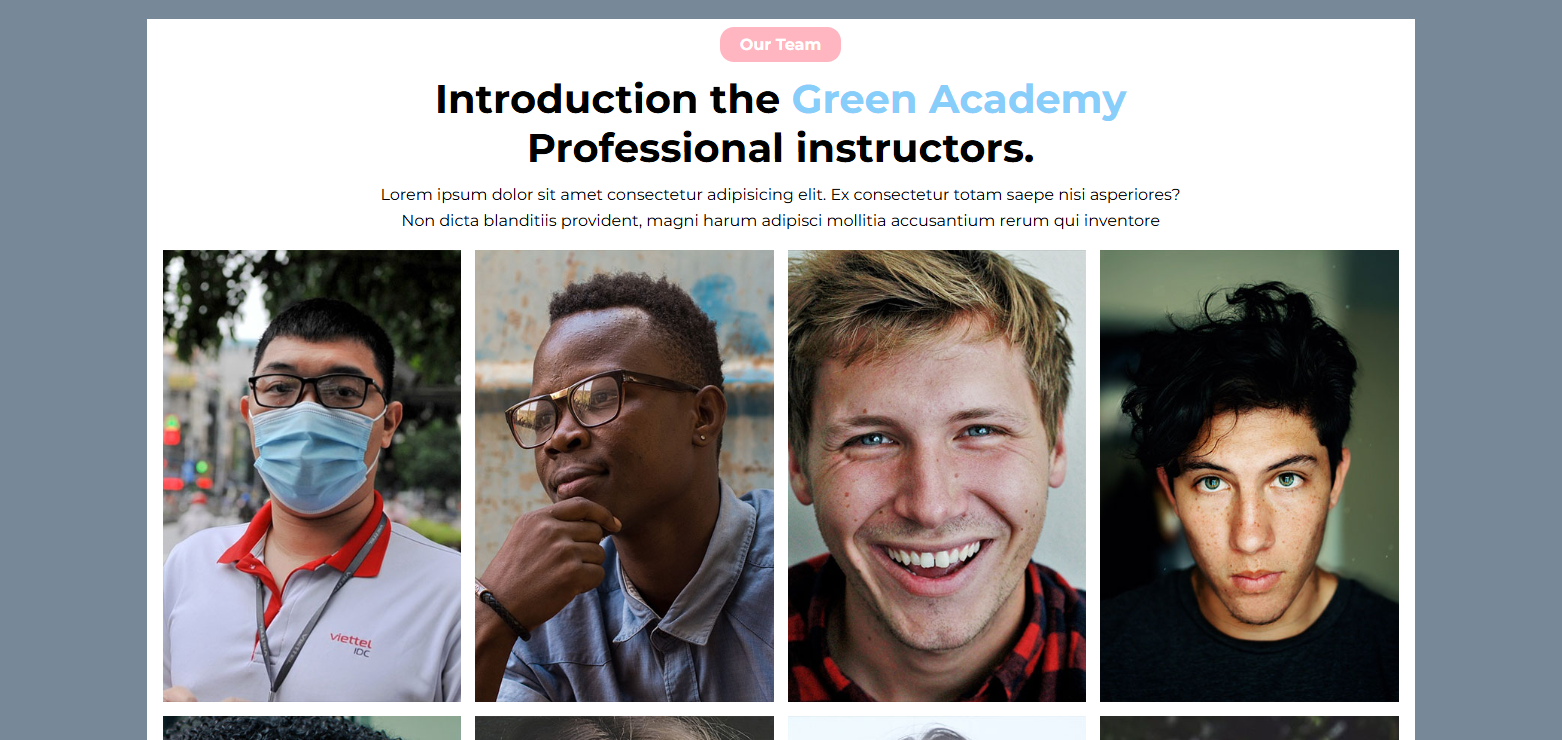 Our Team
Introduction the Green Academy
Professional instructors.
Lorem ipsum dolor sit amet consectetur adipisicing elit. Ex consectetur totam saepe nisi asperiores?
Non dicta blanditiis provident, magni harum adipisci mollitia accusantium rerum qui inventore
viettel
IDC